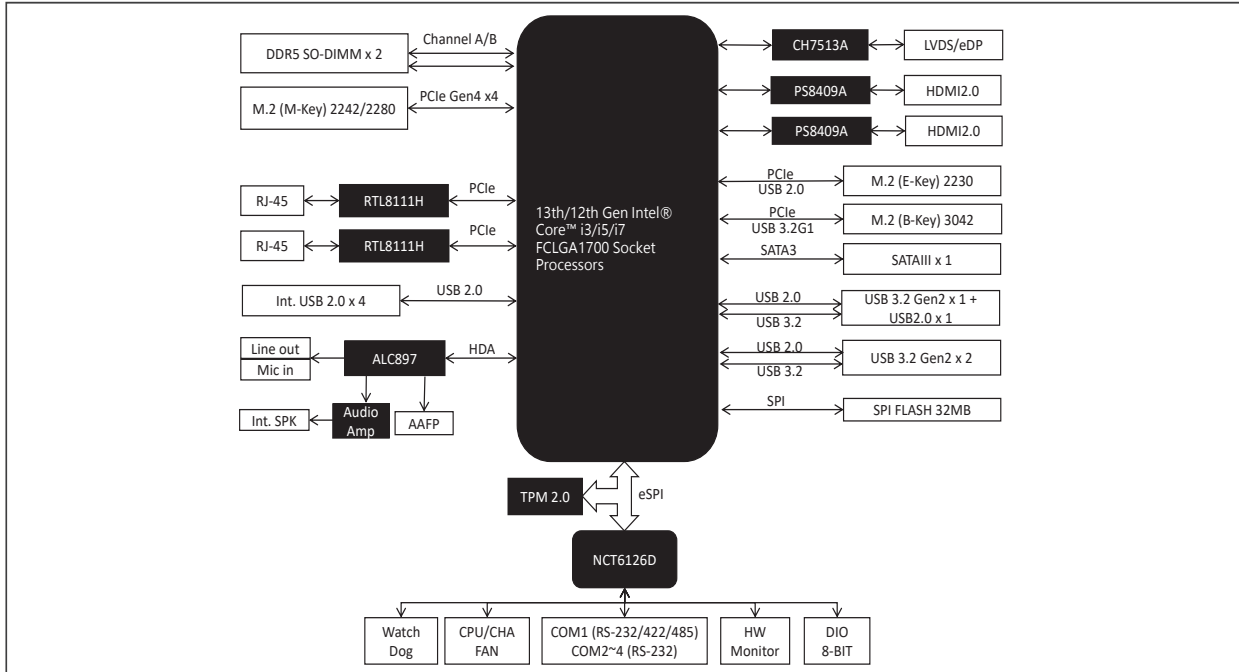 DDR5 SO-DIMM x 2
Channel A/B
M.2 (M-Key) 2242/2280
PCIe Gen4 x4
RJ-45
RTL8111H
PCIe
RJ-45
RTL8111H
PCIe
Int. USB 2.0 x 4
USB 2.0
Line out
Mic in
ALC897
HDA
Int. SPK
Audio
Amp
AAFP
13th/12th Gen Intel®
Core™ i3/i5/i7
FCLGA1700 Socket
Processors
CH7513A
LVDS/eDP
PS8409A
HDMI2.0
PS8409A
HDMI2.0
PCIe
USB 2.0
M.2 (E-Key) 2230
PCIe
USB 3.2G1
M.2 (B-Key) 3042
SATA3
SATAIII x 1
USB 2.0
USB 3.2
USB 3.2 Gen2 x 1 +
USB2.0 x 1
USB 2.0
USB 3.2
USB 3.2 Gen2 x 2
SPI
SPI FLASH 32MB
TPM 2.0
eSPI
NCT6126D
Watch
Dog
CPU/CHA
FAN
COM1 (RS-232/422/485)
COM2~4 (RS-232)
HW
Monitor
DIO
8-BIT